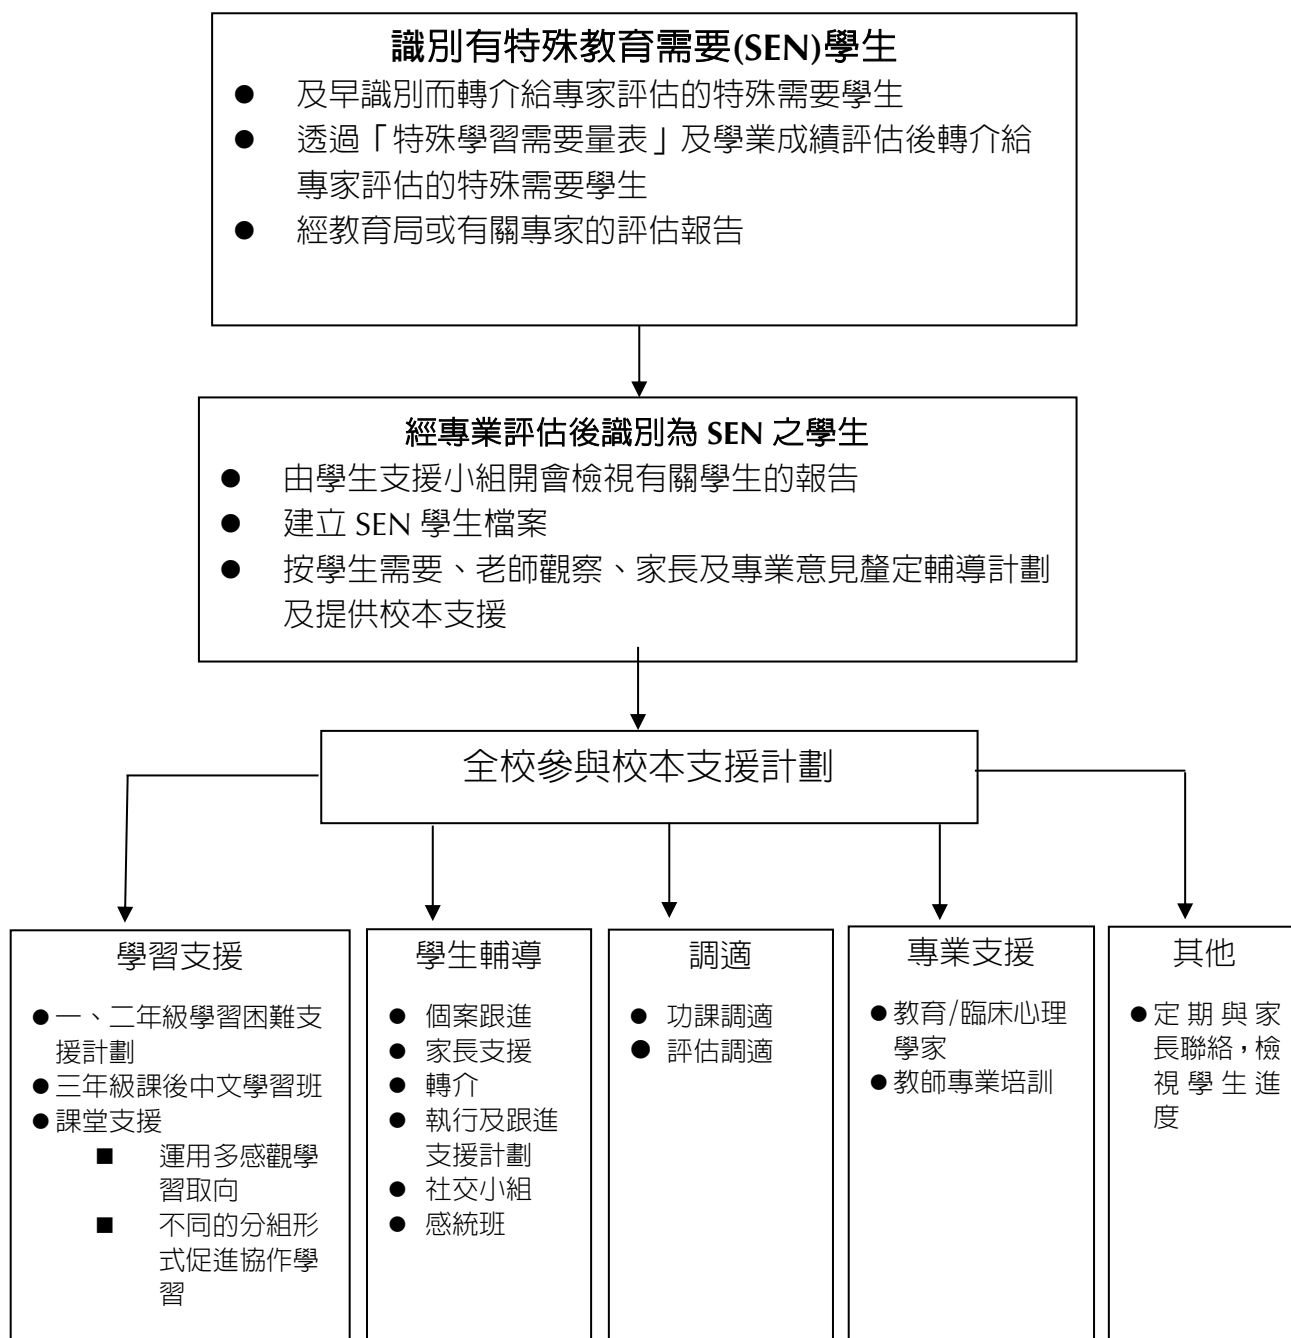 識別有特殊教育需要(SEN)學生
● 及早識別而轉介給專家評估的特殊需要學生
● 透過「特殊學習需要量表」及學業成績評估後轉介給
專家評估的特殊需要學生
● 經教育局或有關專家的評估報告
經專業評估後識別為 SEN 之學生
● 由學生支援小組開會檢視有關學生的報告
● 建立 SEN 學生檔案
● 按學生需要、老師觀察、家長及專業意見釐定輔導計劃
及提供校本支援
全校參與校本支援計劃
學習支援
● 一、二年級學習困難支
援計劃
● 三年級課後中文學習班
● 課堂支援
■ 運用多感觀學
習取向
■ 不同的分組形
式促進協作學
習
學生輔導
● 個案跟進
● 家長支援
● 轉介
● 執行及跟進
支援計劃
● 社交小組
● 感統班
調適
● 功課調適
● 評估調適
專業支援
● 教育/臨床心理
學家
● 教師專業培訓
其他
● 定期與家
長聯絡，檢
視學生進
度